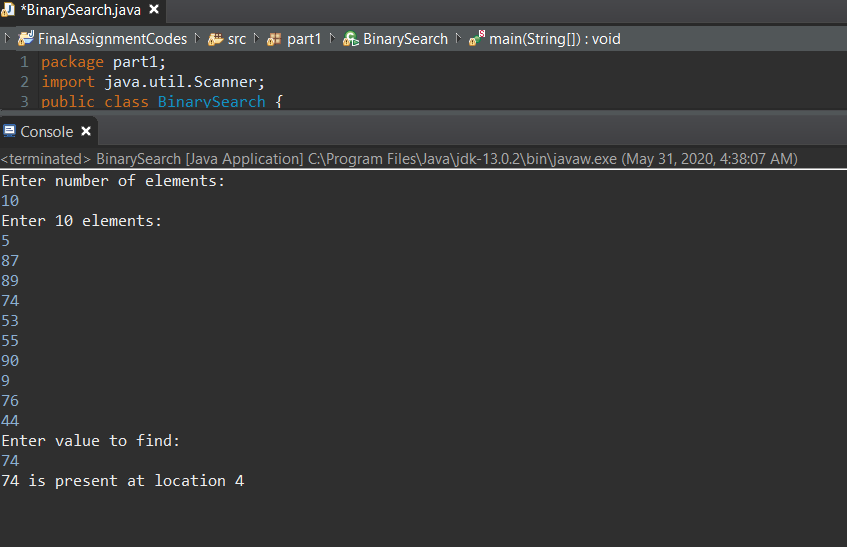 *BinarySearch.java
FinalAssignmentCodes src part1 BinarySearch main(String[]) : void
1 package part1;
2 import java.util.Scanner;
3 public class BinarySearch {
Console
<terminated> BinarySearch [Java Application] C:\Program Files\Java\jdk-13.0.2\bin\javaw.exe (May 31, 2020, 4:38:07 AM)
Enter number of elements:
10
Enter 10 elements:
5
87
89
74
53
55
90
9
76
44
Enter value to find:
74
74 is present at location 4